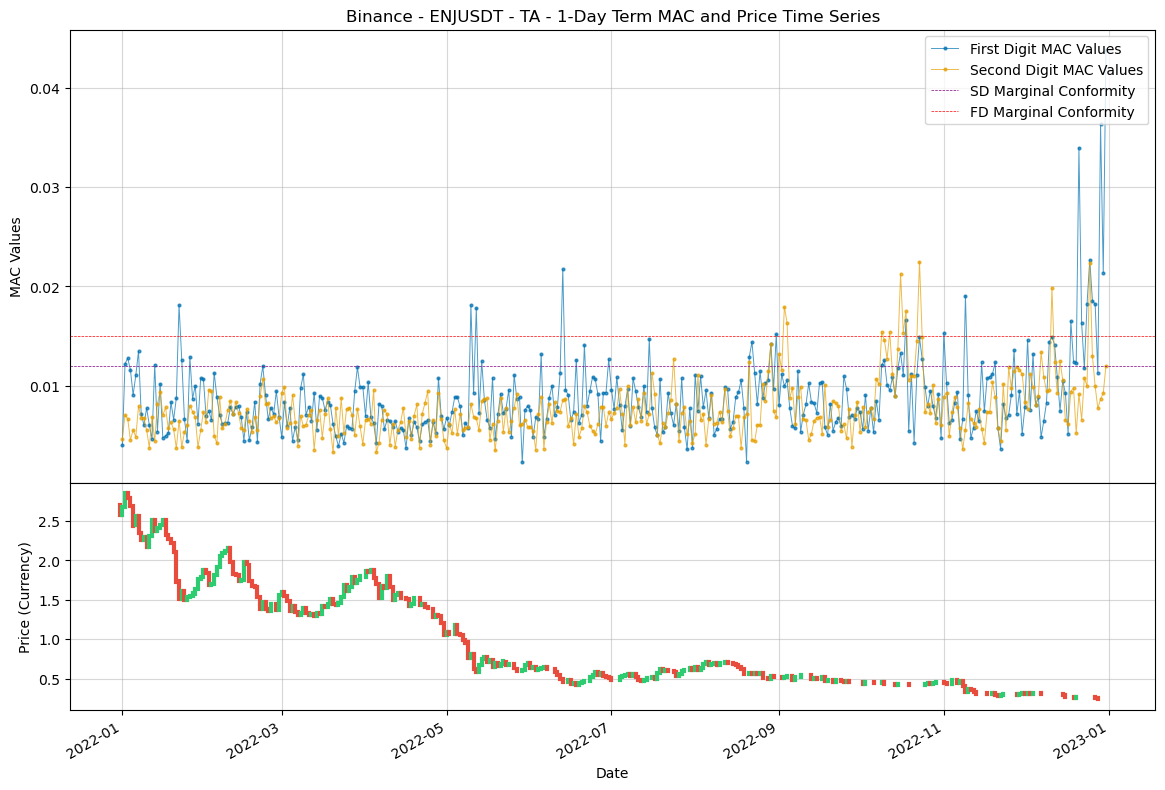 Binance - ENJUSDT - TA - 1-Day Term MAC and Price Time Series
First Digit MAC Values
Second Digit MAC Values
SD Marginal Conformity
FD Marginal Conformity
MAC Values
0.04
0.03
0.02
0.01
Price (Currency)
2.5
2.0
1.5
1.0
0.5
2022-01
2022-03
2022-05
2022-07
2022-09
2022-11
2023-01
Date